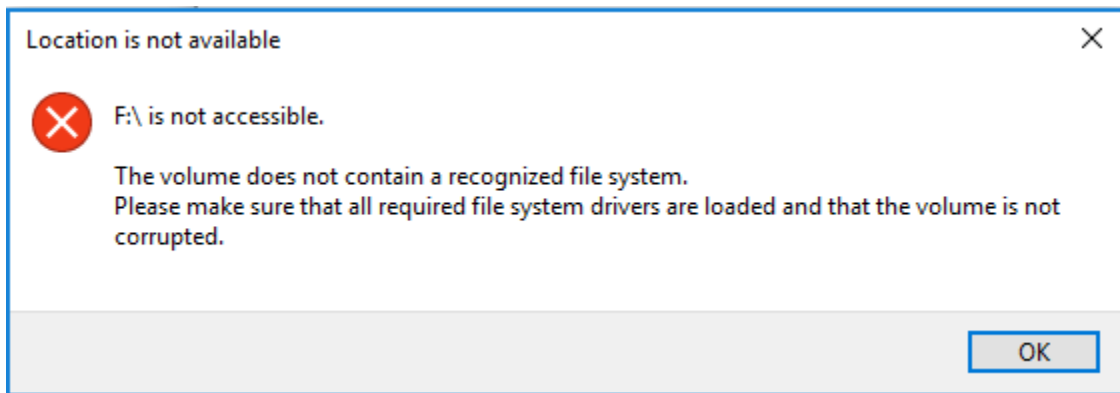 Location is not available
F:\ is not accessible.
The volume does not contain a recognized file system.
Please make sure that all required file system drivers are loaded and that the volume is not
corrupted.
OK